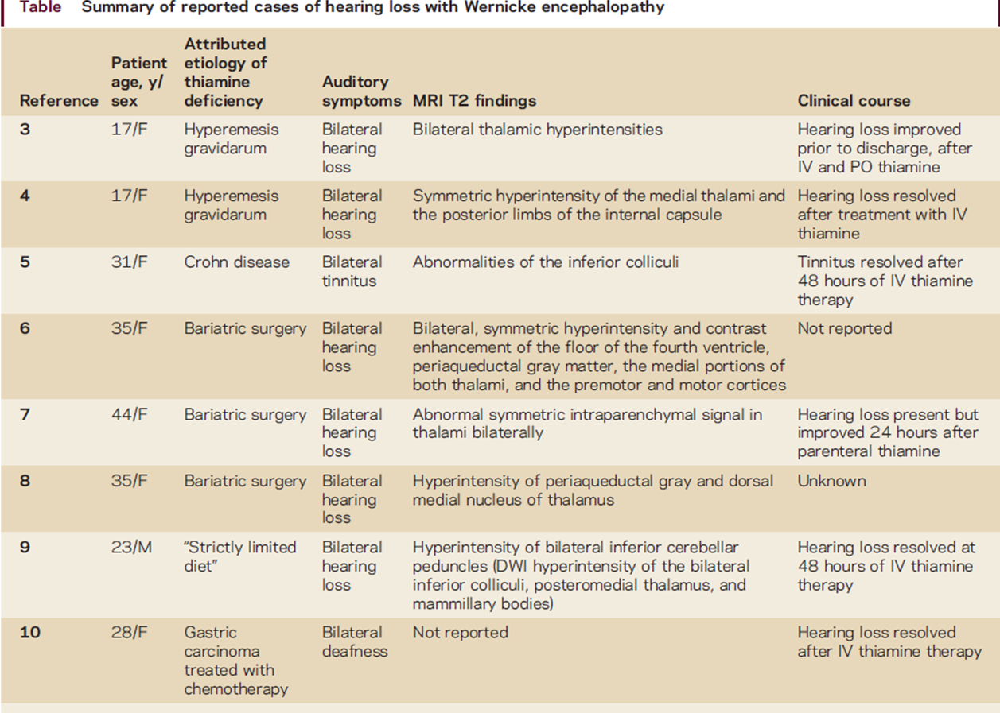 Table Summary of reported cases of hearing loss with Wernicke encephalopathy
Reference
Patient
age, y/
sex
Attributed
etiology of
thiamine
deficiency
Auditory
symptoms
MRI T2 findings
Clinical course
3
17/F
Hyperemesis
gravidarum
Bilateral
hearing
loss
Bilateral thalamic hyperintensities
Hearing loss improved
prior to discharge, after
IV and PO thiamine
4
17/F
Hyperemesis
gravidarum
Bilateral
hearing
loss
Symmetric hyperintensity of the medial thalami and
the posterior limbs of the internal capsule
Hearing loss resolved
after treatment with IV
thiamine
5
31/F
Crohn disease
Bilateral
tinnitus
Abnormalities of the inferior colliculi
Tinnitus resolved after
48 hours of IV thiamine
therapy
6
35/F
Bariatric surgery
Bilateral
hearing
loss
Bilateral, symmetric hyperintensity and contrast
enhancement of the floor of the fourth ventricle,
periaqueductal gray matter, the medial portions of
both thalami, and the premotor and motor cortices
Not reported
7
44/F
Bariatric surgery
Bilateral
hearing
loss
Abnormal symmetric intraparenchymal signal in
thalami bilaterally
Hearing loss present but
improved 24 hours after
parenteral thiamine
8
35/F
Bariatric surgery
Bilateral
hearing
loss
Hyperintensity of periaqueductal gray and dorsal
medial nucleus of thalamus
Unknown
9
23/M
“Strictly limited
diet”
Bilateral
hearing
loss
Hyperintensity of bilateral inferior cerebellar
peduncles (DWI hyperintensity of the bilateral
inferior colliculi, posteromedial thalamus, and
mammillary bodies)
Hearing loss resolved at
48 hours of IV thiamine
therapy
10
28/F
Gastric
carcinoma
treated with
chemotherapy
Bilateral
deafness
Not reported
Hearing loss resolved
after IV thiamine therapy